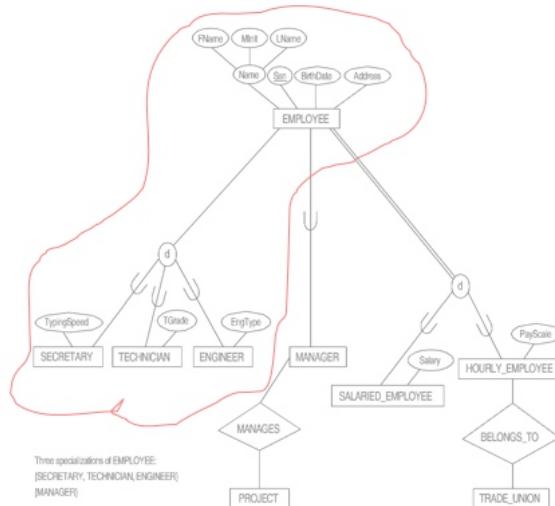 FName MInit LName
Name Ssn BirthDate Address
EMPLOYEE
d
d
TypingSpeed TGrade EngType
SECRETARY TECHNICIAN ENGINEER MANAGER
Salary
PayScale
SALARIED_EMPLOYEE
HOURLY_EMPLOYEE
MANAGES
BELONGS_TO
Three specializations of EMPLOYEE:
{SECRETARY, TECHNICIAN, ENGINEER}
{MANAGER}
PROJECT
TRADE_UNION